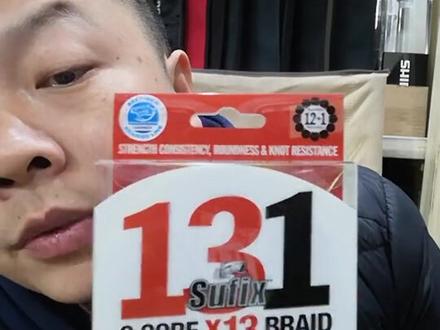 12-1
STRENGTH CONSISTENCY, ROUNDNESS & KNOT RESISTANCE
131
Sufix
X13 BRAID